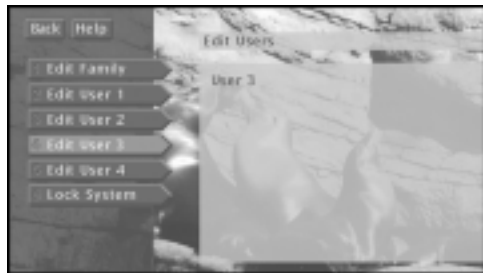 Back Help
Edit Users
Edit Family
User 3
Edit User 1
Edit User 2
Edit User 3
Edit User 4
Lock System